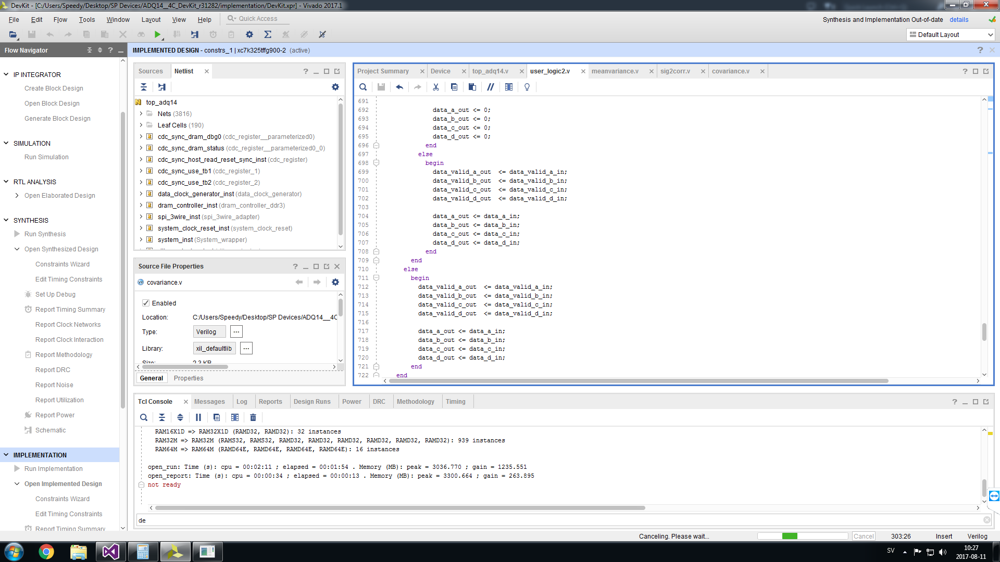 DevKit - [C:/Users/Speedy/Desktop/SP Devices/ADQ14__4C_DevKit_r31282/implementation/DevKit.xpr] - Vivado 2017.1
File Edit Flow Tools Window Layout View Help Quick Access
Synthesis and Implementation Out-of-date details
Default Layout
Flow Navigator
IP INTEGRATOR
Create Block Design
Open Block Design
Generate Block Design
SIMULATION
Run Simulation
RTL ANALYSIS
Open Elaborated Design
SYNTHESIS
Run Synthesis
Open Synthesized Design
Constraints Wizard
Edit Timing Constraints
Set Up Debug
Report Timing Summary
Report Clock Networks
Report Clock Interaction
Report Methodology
Report DRC
Report Noise
Report Utilization
Report Power
Schematic
IMPLEMENTATION
Run Implementation
Open Implemented Design
Constraints Wizard
Edit Timing Constraints
Report Timing Summary
IMPLEMENTED DESIGN - constrs_1 | xc7k325tffg900-2 (active)
Sources Netlist
top_adq14
Nets (3816)
Leaf Cells (190)
cdc_sync_dram_dbg0 (cdc_register__parameterized0)
cdc_sync_dram_status (cdc_register__parameterized0_0)
cdc_sync_host_read_reset_sync_inst (cdc_register)
cdc_sync_use_tb1 (cdc_register_1)
cdc_sync_use_tb2 (cdc_register_2)
data_clock_generator_inst (data_clock_generator)
dram_controller_inst (dram_controller_ddr3)
spi_3wire_inst (spi_3wire_adapter)
system_clock_reset_inst (system_clock_reset)
system_inst (System_wrapper)
Source File Properties
covariance.v
Enabled
Location: C:/Users/Speedy/Desktop/SP Devices/ADQ14__4C
Type: Verilog ...
Library: xil_defaultlib ...
Size: 2.3 KB
General Properties
Project Summary Device top_adq14.v user_logic2.v meanvariance.v sig2corr.v covariance.v
691
692 data_a_out <= 0;
693 data_b_out <= 0;
694 data_c_out <= 0;
695 data_d_out <= 0;
696 end
697 else
698 begin
699 data_valid_a_out <= data_valid_a_in;
700 data_valid_b_out <= data_valid_b_in;
701 data_valid_c_out <= data_valid_c_in;
702 data_valid_d_out <= data_valid_d_in;
703
704 data_a_out <= data_a_in;
705 data_b_out <= data_b_in;
706 data_c_out <= data_c_in;
707 data_d_out <= data_d_in;
708 end
709 end
710 else
711 begin
712 data_valid_a_out <= data_valid_a_in;
713 data_valid_b_out <= data_valid_b_in;
714 data_valid_c_out <= data_valid_c_in;
715 data_valid_d_out <= data_valid_d_in;
716
717 data_a_out <= data_a_in;
718 data_b_out <= data_b_in;
719 data_c_out <= data_c_in;
720 data_d_out <= data_d_in;
721 end
722 end
Tcl Console Messages Log Reports Design Runs Power DRC Methodology Timing
RAM16X1D => RAM32X1D (RAMD32, RAMD32): 32 instances
RAM32M => RAM32M (RAMS32, RAMS32, RAMD32, RAMD32, RAMD32, RAMD32, RAMD32, RAMD32): 939 instances
RAM64M => RAM64M (RAMD64E, RAMD64E, RAMD64E, RAMD64E): 16 instances
open_run: Time (s): cpu = 00:02:11 ; elapsed = 00:01:54 . Memory (MB): peak = 3036.770 ; gain = 1235.551
open_report: Time (s): cpu = 00:00:34 ; elapsed = 00:00:13 . Memory (MB): peak = 3300.664 ; gain = 263.895
not ready
de
Canceling. Please wait... Cancel 303:26 Insert Verilog
SV
10:27
2017-08-11